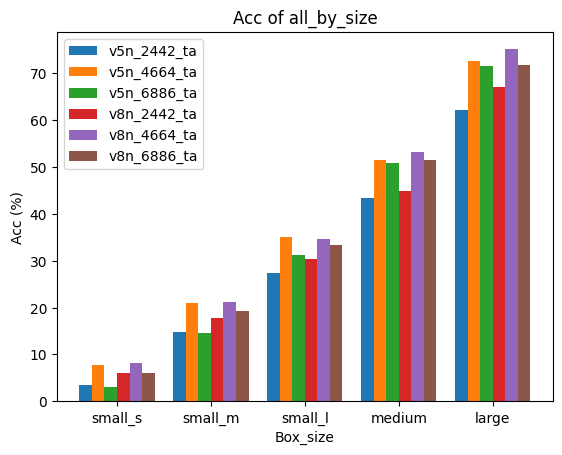 Acc of all_by_size
v5n_2442_ta
v5n_4664_ta
v5n_6886_ta
v8n_2442_ta
v8n_4664_ta
v8n_6886_ta
Acc (%)
70
60
50
40
30
20
10
0
small_s small_m small_l medium large
Box_size